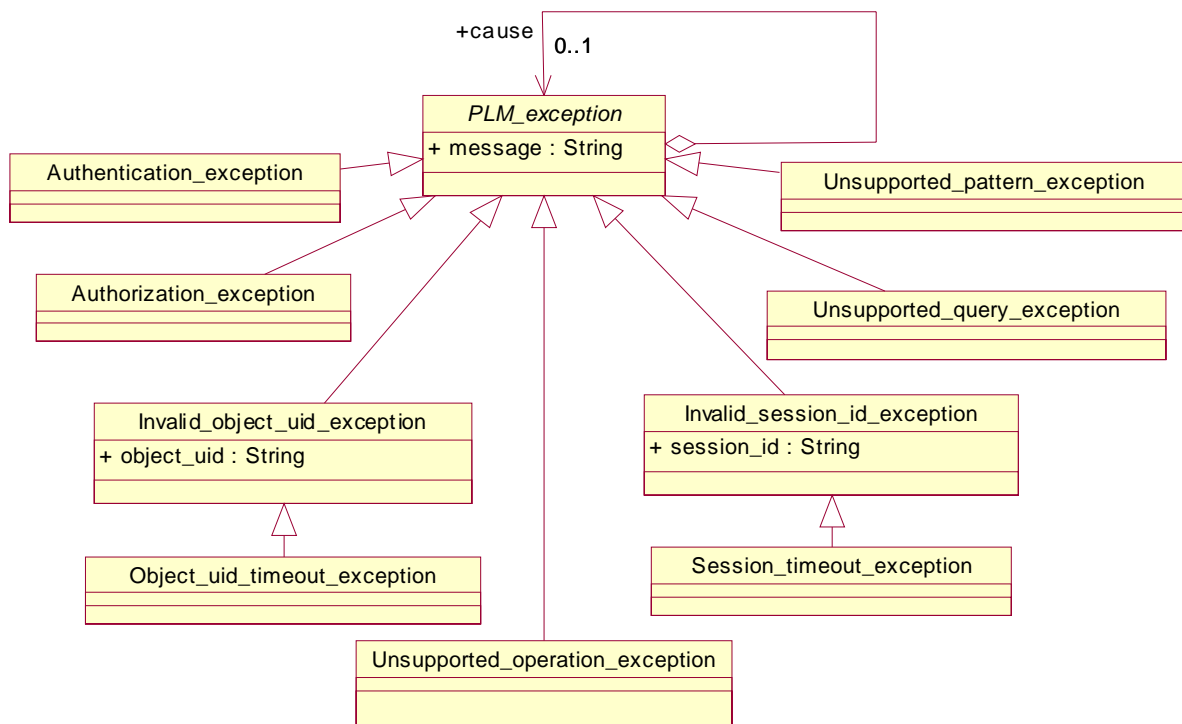 +cause
0..1
PLM_exception
+ message : String
Authentication_exception
Unsupported_pattern_exception
Authorization_exception
Unsupported_query_exception
Invalid_object_uid_exception
+ object_uid : String
Invalid_session_id_exception
+ session_id : String
Object_uid_timeout_exception
Session_timeout_exception
Unsupported_operation_exception